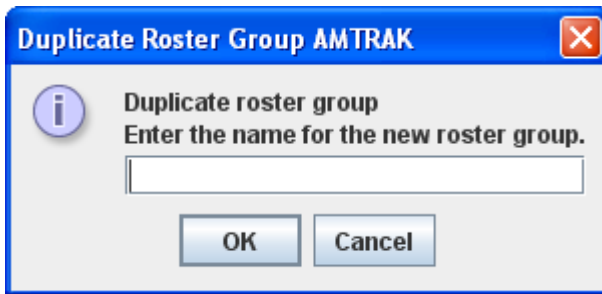 Duplicate Roster Group AMTRAK
Duplicate roster group
Enter the name for the new roster group.
OK
Cancel